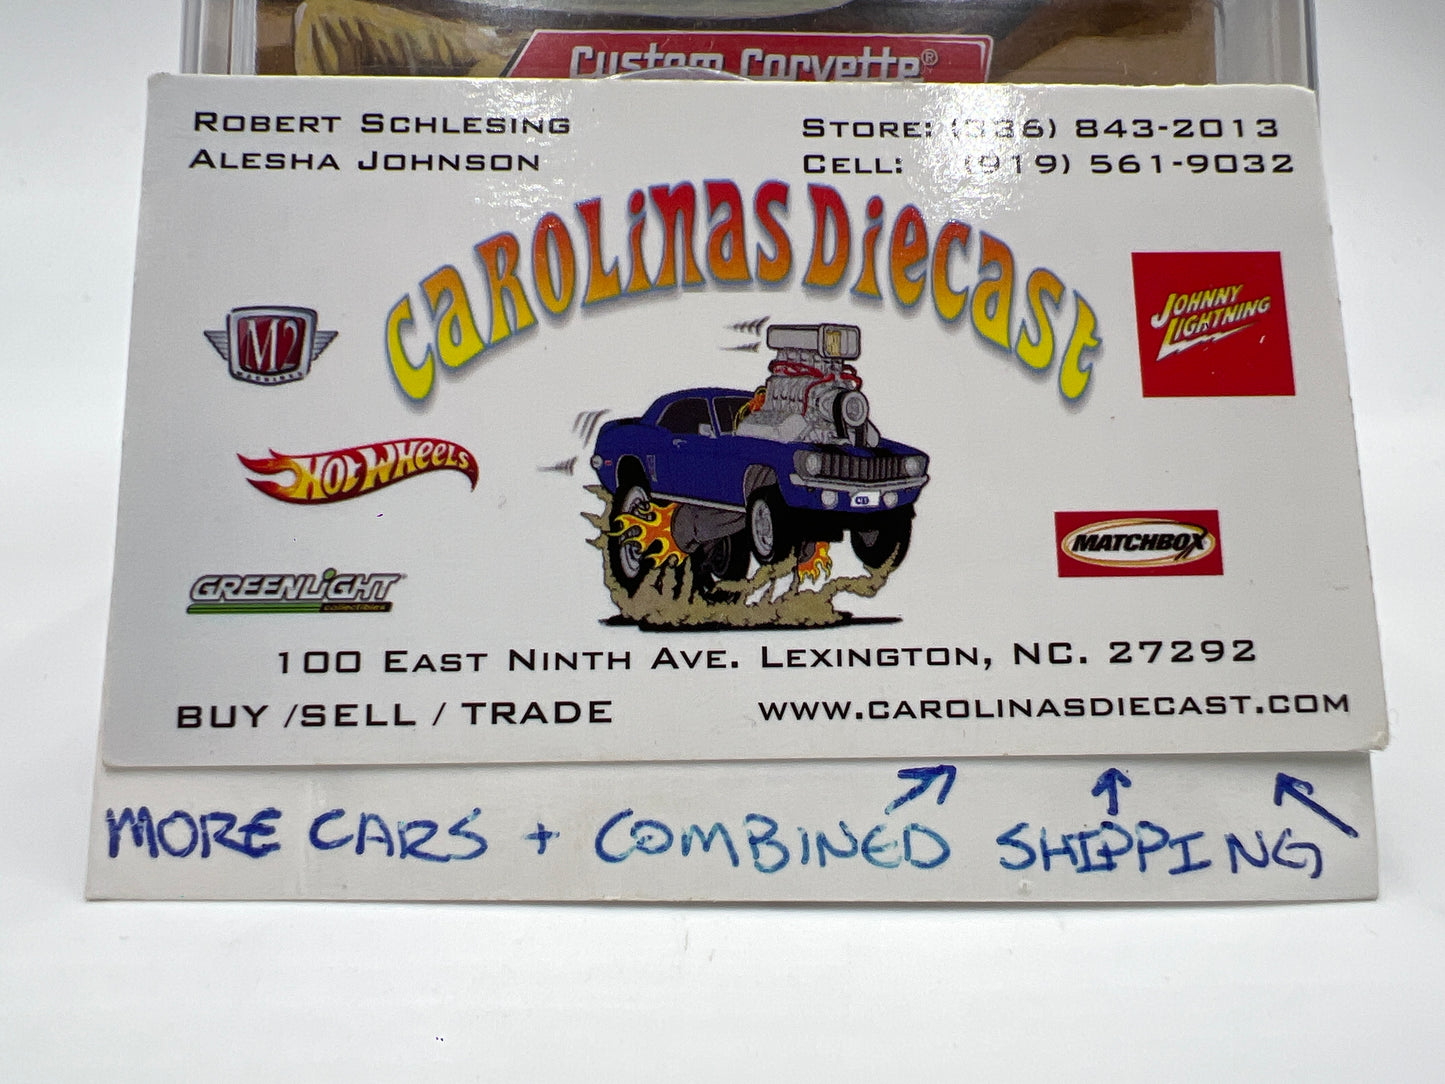 Custom Corvette®
ROBERT SCHLESING
ALESHA JOHNSON
STORE: (336) 843-2013
CELL: (919) 561-9032
CAROLINAS DIECAST
M2
MACHINES
JOHNNY
LIGHTNING
HOT WHEELS
MATCHBOX
GREENLIGHT
collectibles
100 EAST NINTH AVE. LEXINGTON, NC. 27292
BUY /SELL / TRADE
WWW.CAROLINASDIECAST.COM
MORE CARS + COMBINED SHIPPING